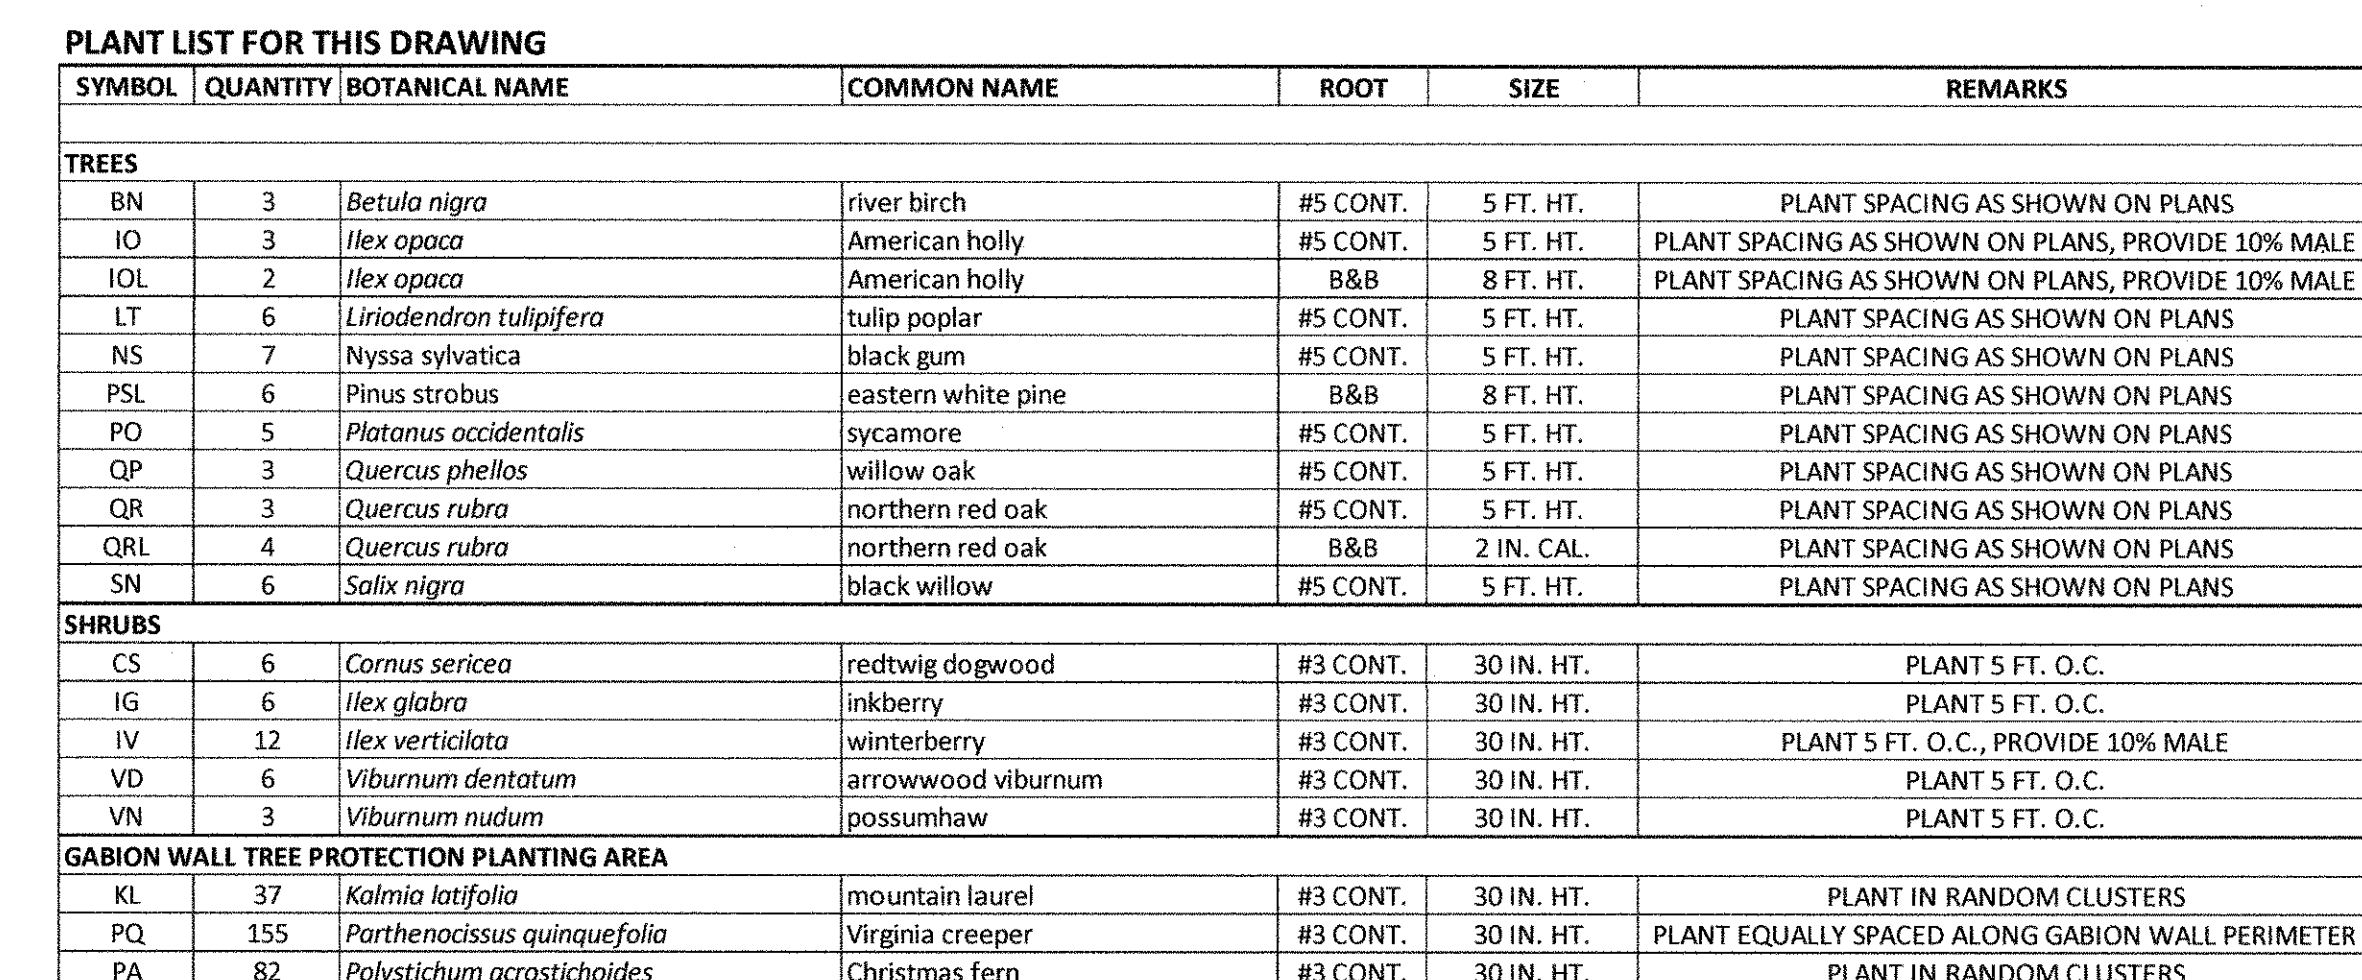 PLANT LIST FOR THIS DRAWING
SYMBOL QUANTITY BOTANICAL NAME COMMON NAME ROOT SIZE REMARKS
TREES
BN 3 Betula nigra river birch #5 CONT. 5 FT. HT. PLANT SPACING AS SHOWN ON PLANS
IO 3 Ilex opaca American holly #5 CONT. 5 FT. HT. PLANT SPACING AS SHOWN ON PLANS, PROVIDE 10% MALE
IOL 2 Ilex opaca American holly B&B 8 FT. HT. PLANT SPACING AS SHOWN ON PLANS, PROVIDE 10% MALE
LT 6 Liriodendron tulipifera tulip poplar #5 CONT. 5 FT. HT. PLANT SPACING AS SHOWN ON PLANS
NS 7 Nyssa sylvatica black gum #5 CONT. 5 FT. HT. PLANT SPACING AS SHOWN ON PLANS
PSL 6 Pinus strobus eastern white pine B&B 8 FT. HT. PLANT SPACING AS SHOWN ON PLANS
PO 5 Platanus occidentalis sycamore #5 CONT. 5 FT. HT. PLANT SPACING AS SHOWN ON PLANS
QP 3 Quercus phellos willow oak #5 CONT. 5 FT. HT. PLANT SPACING AS SHOWN ON PLANS
QR 3 Quercus rubra northern red oak #5 CONT. 5 FT. HT. PLANT SPACING AS SHOWN ON PLANS
QRL 4 Quercus rubra northern red oak B&B 2 IN. CAL. PLANT SPACING AS SHOWN ON PLANS
SN 6 Salix nigra black willow #5 CONT. 5 FT. HT. PLANT SPACING AS SHOWN ON PLANS
SHRUBS
CS 6 Cornus sericea redtwig dogwood #3 CONT. 30 IN. HT. PLANT 5 FT. O.C.
IG 6 Ilex glabra inkberry #3 CONT. 30 IN. HT. PLANT 5 FT. O.C.
IV 12 Ilex verticilata winterberry #3 CONT. 30 IN. HT. PLANT 5 FT. O.C., PROVIDE 10% MALE
VD 6 Viburnum dentatum arrowwood viburnum #3 CONT. 30 IN. HT. PLANT 5 FT. O.C.
VN 3 Viburnum nudum possumhaw #3 CONT. 30 IN. HT. PLANT 5 FT. O.C.
GABION WALL TREE PROTECTION PLANTING AREA
KL 37 Kalmia latifolia mountain laurel #3 CONT. 30 IN. HT. PLANT IN RANDOM CLUSTERS
PQ 155 Parthenocissus quinquefolia Virginia creeper #3 CONT. 30 IN. HT. PLANT EQUALLY SPACED ALONG GABION WALL PERIMETER
PA 82 Polystichum acrostichoides Christmas fern #3 CONT. 30 IN. HT. PLANT IN RANDOM CLUSTERS